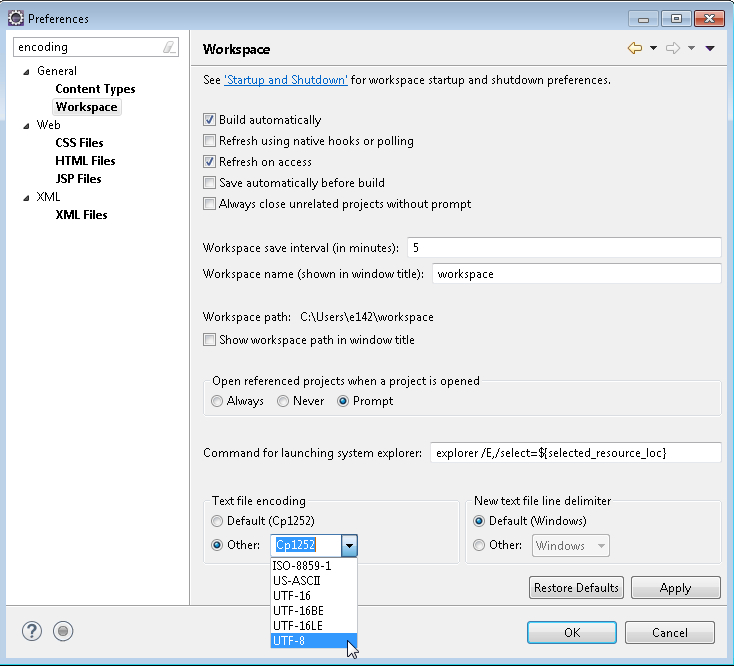 Preferences
encoding
General
Content Types
Workspace
Web
CSS Files
HTML Files
JSP Files
XML
XML Files
Workspace
See 'Startup and Shutdown' for workspace startup and shutdown preferences.
Build automatically
Refresh using native hooks or polling
Refresh on access
Save automatically before build
Always close unrelated projects without prompt
Workspace save interval (in minutes): 5
Workspace name (shown in window title): workspace
Workspace path: C:\Users\e142\workspace
Show workspace path in window title
Open referenced projects when a project is opened
Always Never Prompt
Command for launching system explorer: explorer /E,/select=${selected_resource_loc}
Text file encoding
Default (Cp1252)
Other: Cp1252
ISO-8859-1
US-ASCII
UTF-16
UTF-16BE
UTF-16LE
UTF-8
New text file line delimiter
Default (Windows)
Other: Windows
Restore Defaults Apply
? OK Cancel